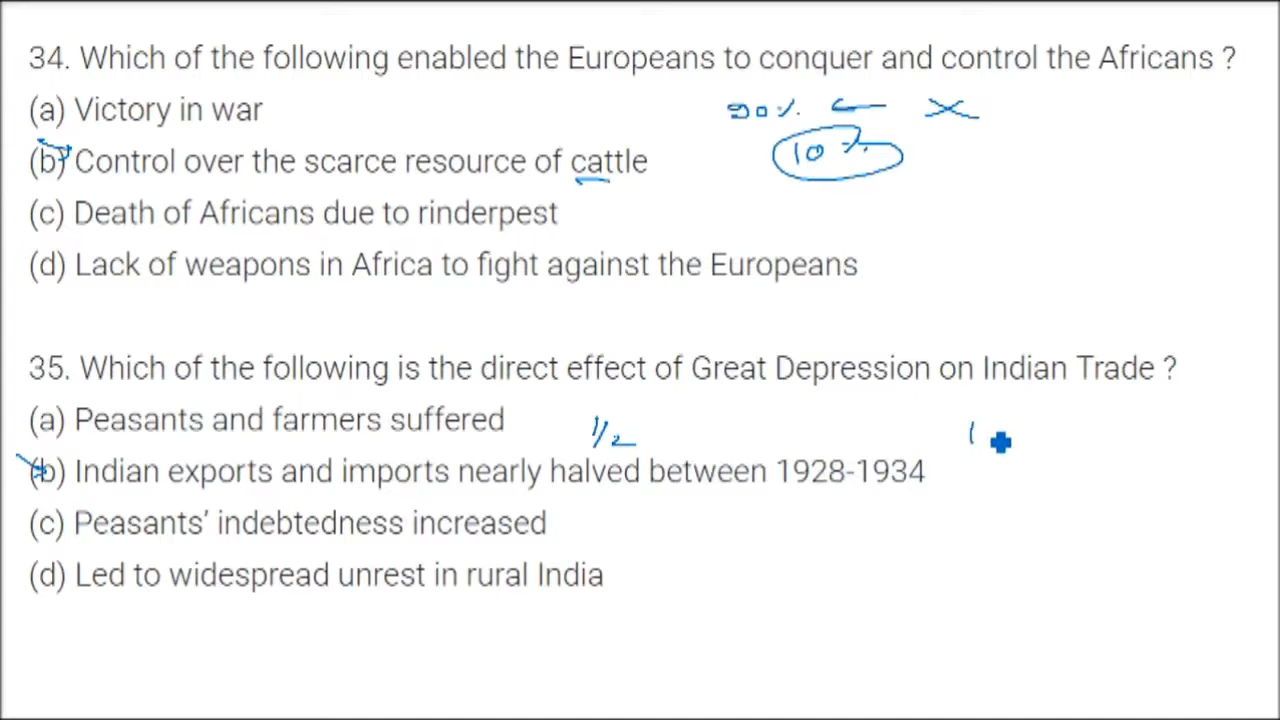 34. Which of the following enabled the Europeans to conquer and control the Africans ?
(a) Victory in war
90%.
(b) Control over the scarce resource of cattle
10%.
(c) Death of Africans due to rinderpest
(d) Lack of weapons in Africa to fight against the Europeans
35. Which of the following is the direct effect of Great Depression on Indian Trade ?
(a) Peasants and farmers suffered
1/2
(b) Indian exports and imports nearly halved between 1928-1934
(c) Peasants’ indebtedness increased
(d) Led to widespread unrest in rural India